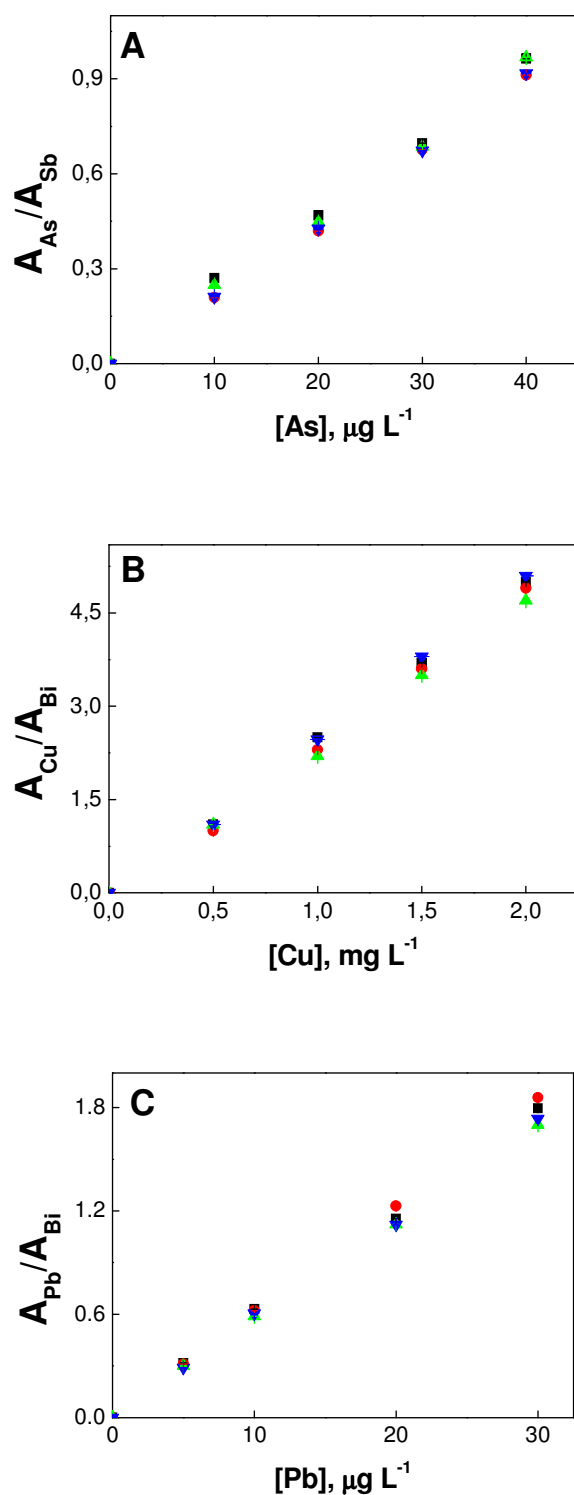 A
0,9
0,6
0,3
0,0
A_As/A_Sb
0 10 20 30 40
[As], μg L⁻¹
B
4,5
3,0
1,5
0,0
A_Cu/A_Bi
0,0 0,5 1,0 1,5 2,0
[Cu], mg L⁻¹
C
1.8
1.2
0.6
0.0
A_Pb/A_Bi
0 10 20 30
[Pb], μg L⁻¹